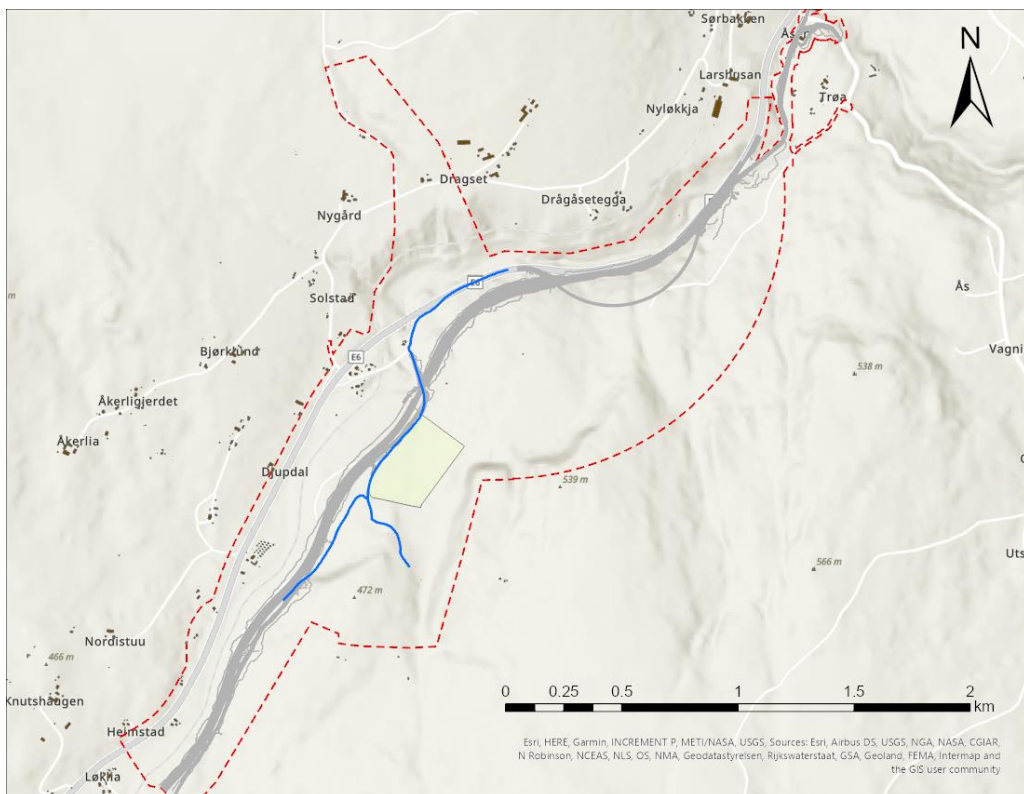 Sørbakken
Ås
N
Larshusan
Nyløkkja
Trøa
Dragset
Drågåsetegga
Nygård
E6
Ås
m
Solstad
Vagni
Bjørklund
E6
538 m
Åkerligjerdet
Åkerlia
Djupdal
539 m
Uts
566 m
472 m
Nordistuu
466 m
Knutshaugen
0 0.25 0.5 1 1.5 2
km
Heimstad
Esri, HERE, Garmin, INCREMENT P, METI/NASA, USGS, Sources: Esri, Airbus DS, USGS, NGA, NASA, CGIAR,
N Robinson, NCEAS, NLS, OS, NMA, Geodatastyrelsen, Rijkswaterstaat, GSA, Geoland, FEMA, Intermap and
the GIS user community
Løklia